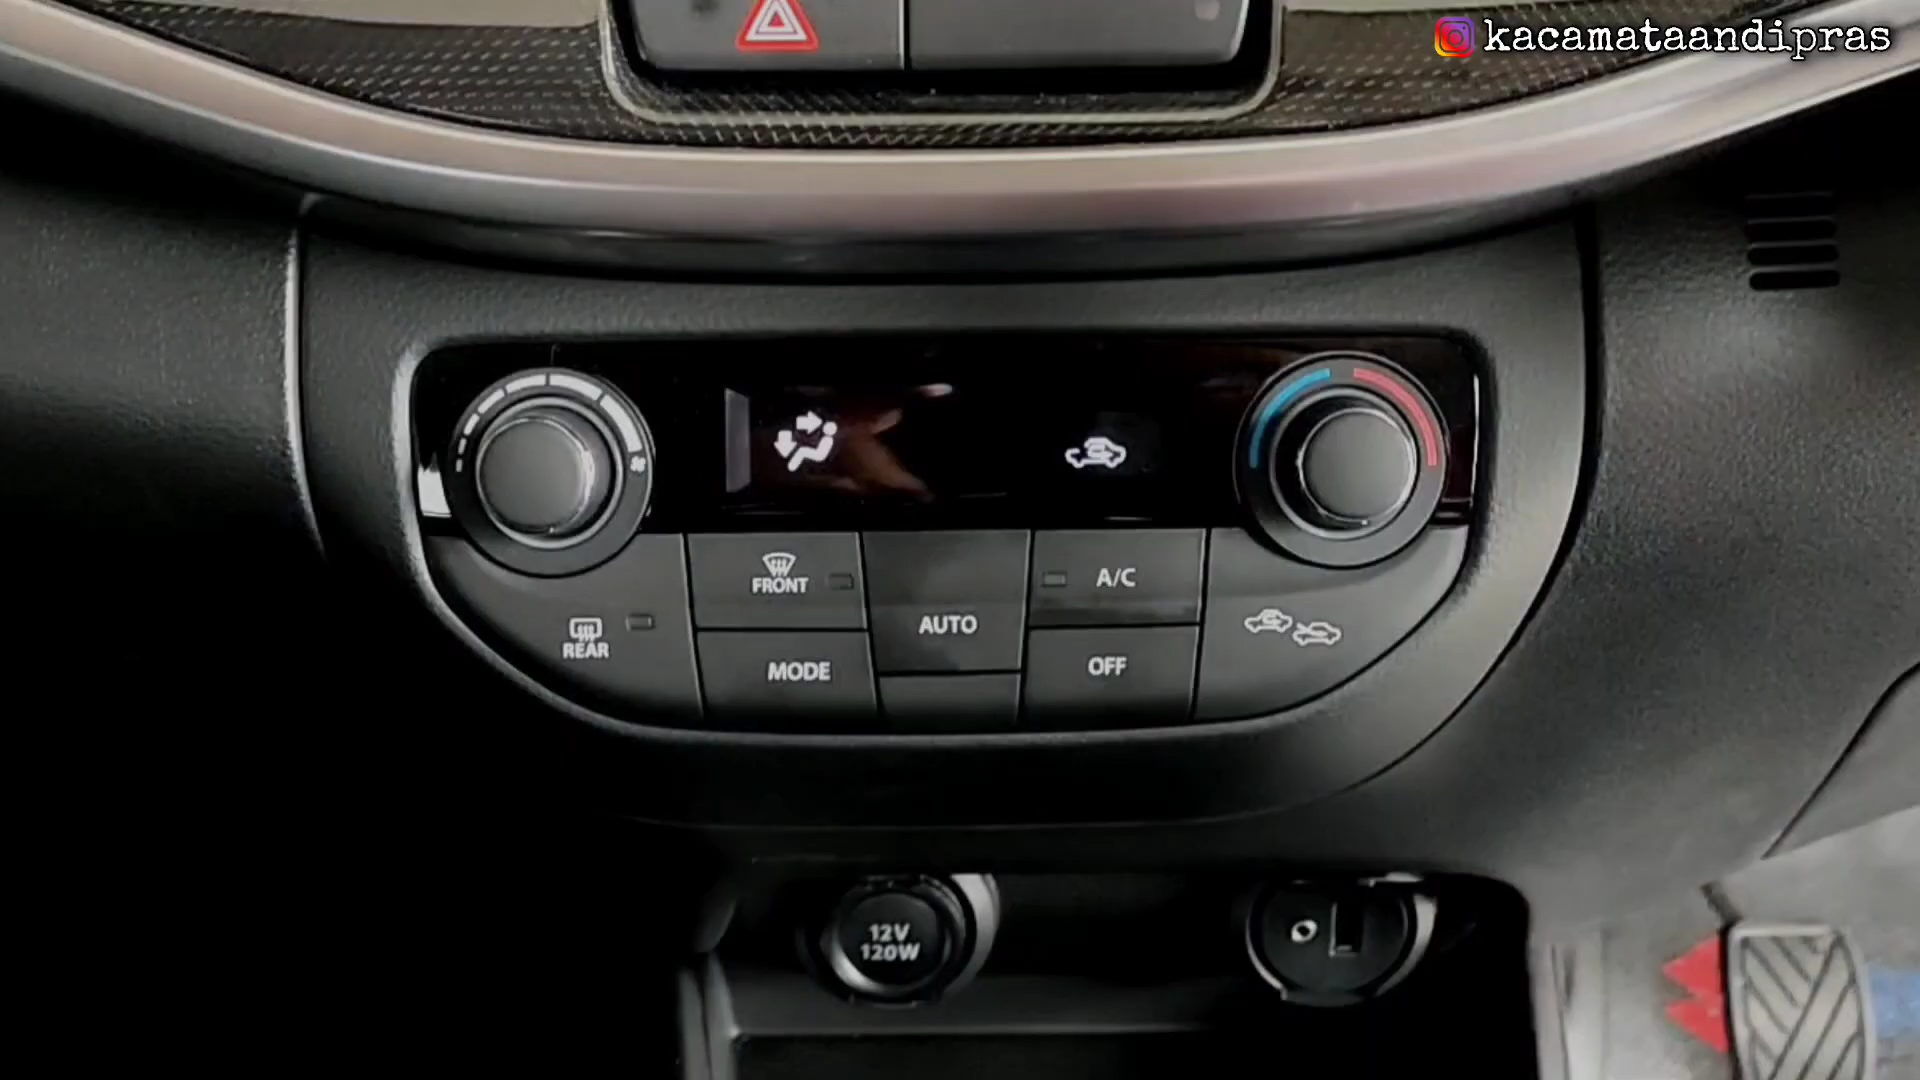 kacamataandipras
FRONT
A/C
AUTO
REAR
MODE
OFF
12V
120W